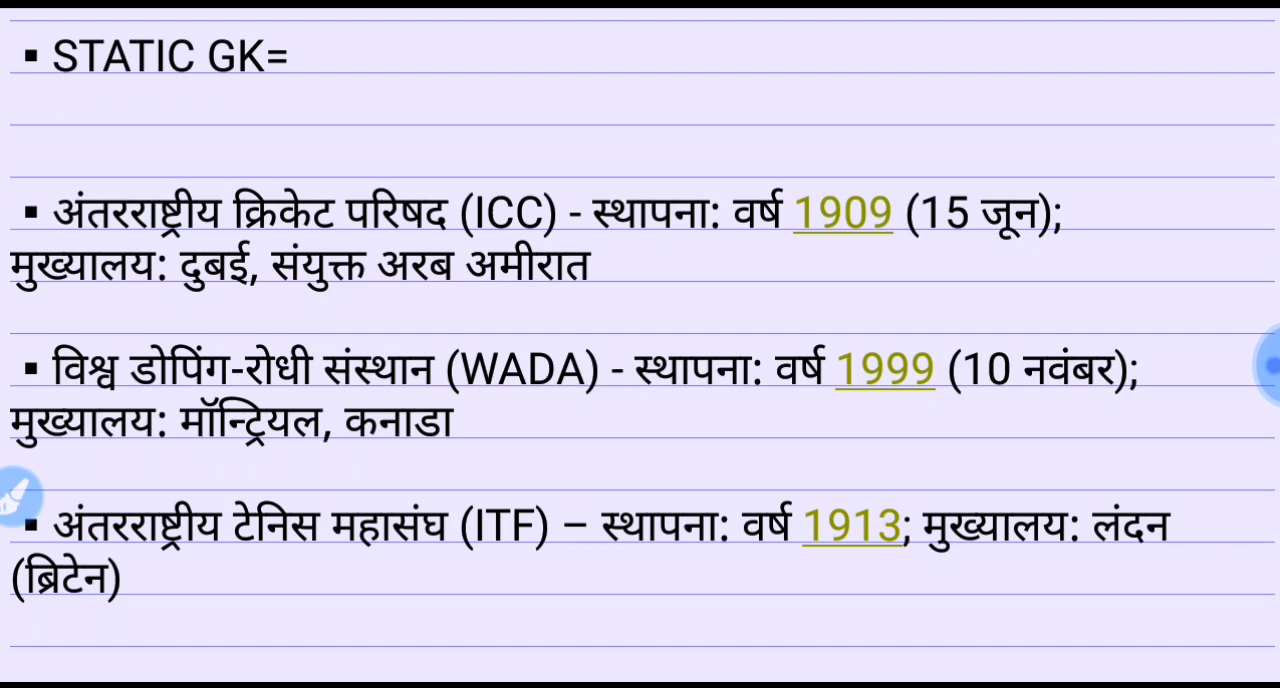 ▪ STATIC GK=
▪ अंतरराष्ट्रीय क्रिकेट परिषद (ICC) - स्थापना: वर्ष 1909 (15 जून);
मुख्यालय: दुबई, संयुक्त अरब अमीरात
▪ विश्व डोपिंग-रोधी संस्थान (WADA) - स्थापना: वर्ष 1999 (10 नवंबर);
मुख्यालय: मॉन्ट्रियल, कनाडा
▪ अंतरराष्ट्रीय टेनिस महासंघ (ITF) – स्थापना: वर्ष 1913; मुख्यालय: लंदन
(ब्रिटेन)